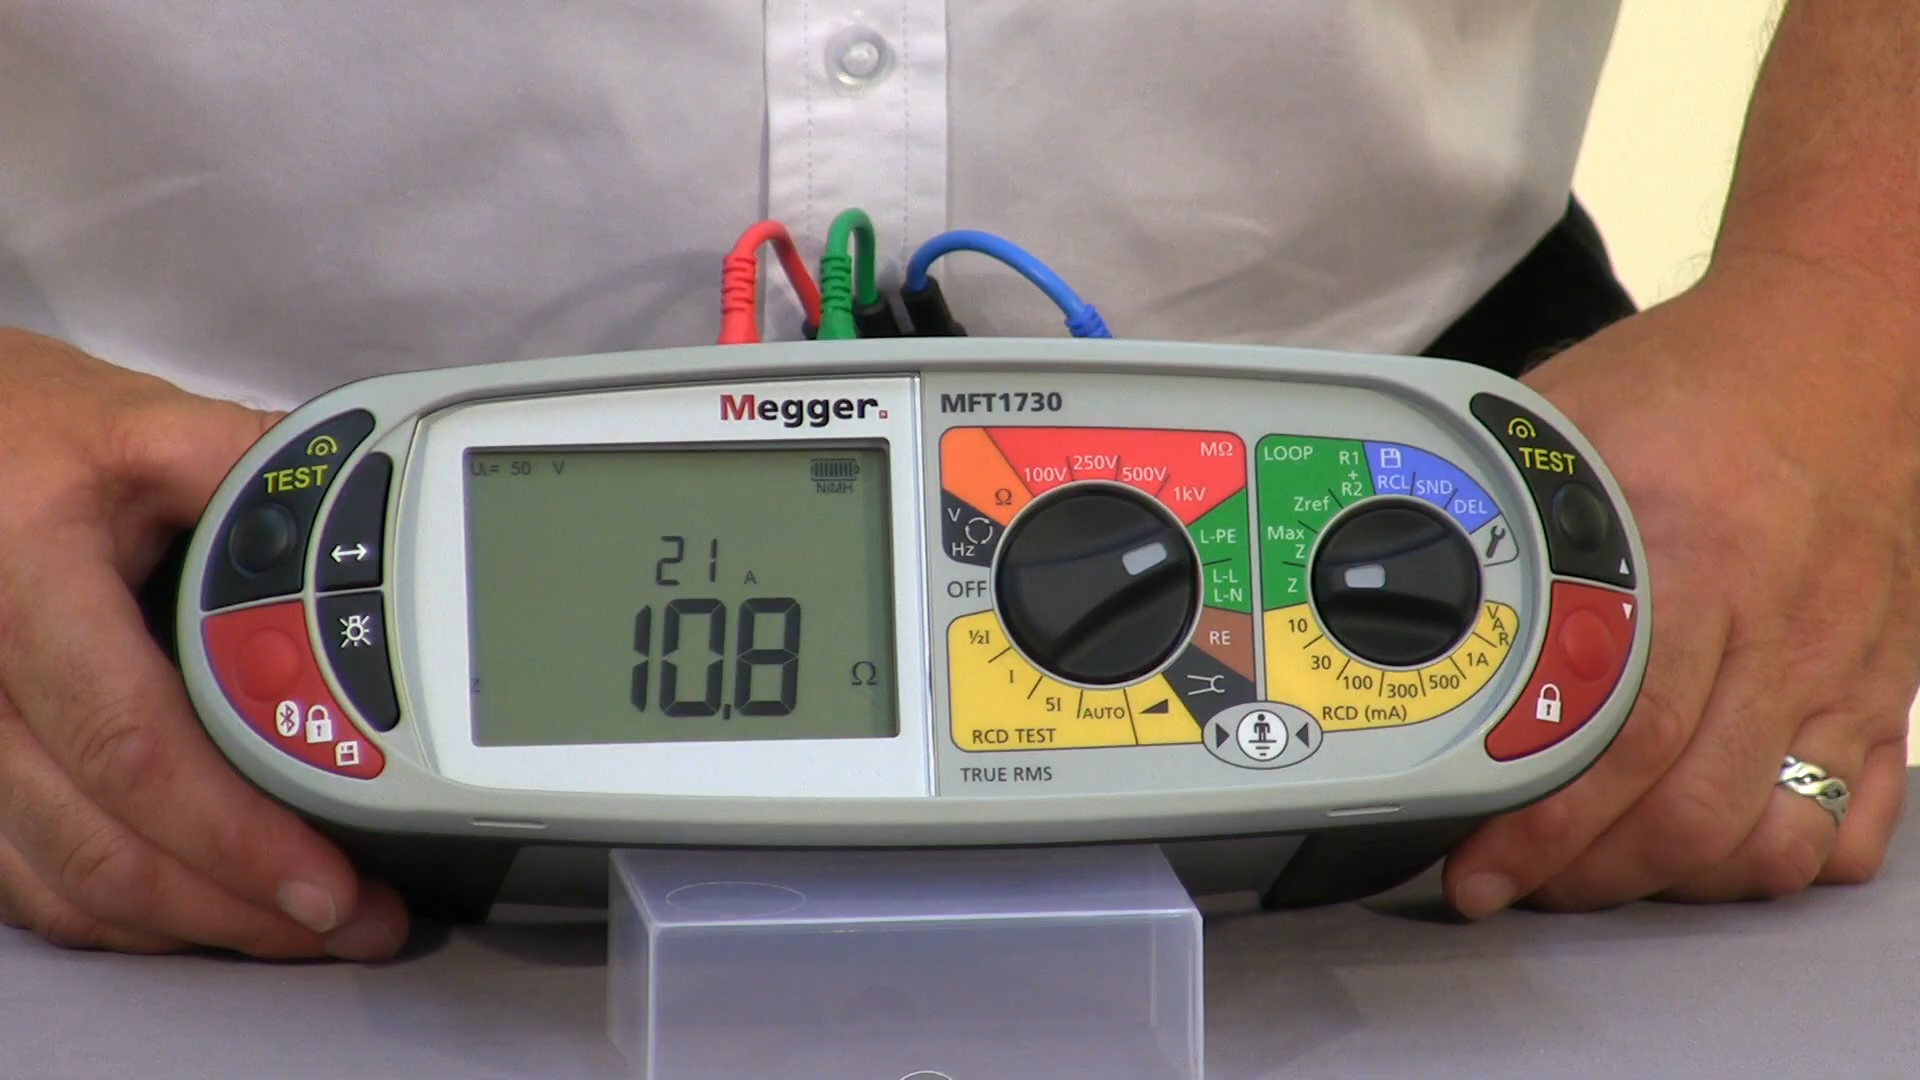 Megger.
MFT1730
TEST
UL= 50 V
NiMH
21 A
10.8 Ω
Z
Ω
100V
250V
500V
1kV
MΩ
V
Hz
OFF
L-PE
L-L
L-N
RE
½I
I
5I
AUTO
RCD TEST
TRUE RMS
LOOP
R1
+
R2
Zref
Max
Z
Z
RCL
SND
DEL
10
30
100
300
500
1A
VAR
RCD (mA)
TEST